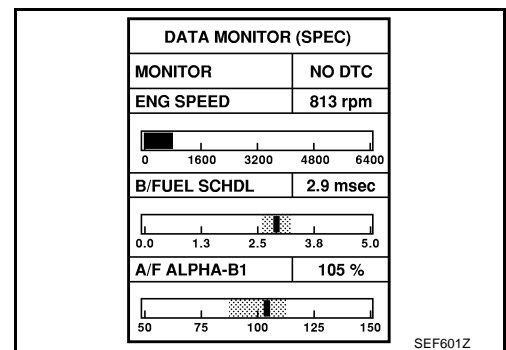 DATA MONITOR (SPEC)
MONITOR NO DTC
ENG SPEED 813 rpm
0 1600 3200 4800 6400
B/FUEL SCHDL 2.9 msec
0.0 1.3 2.5 3.8 5.0
A/F ALPHA-B1 105 %
50 75 100 125 150
SEF601Z